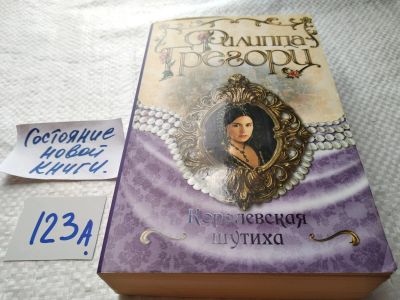 Филиппа
Грегори
Королевская
шутиха
Состояние
новой
книги.
123А